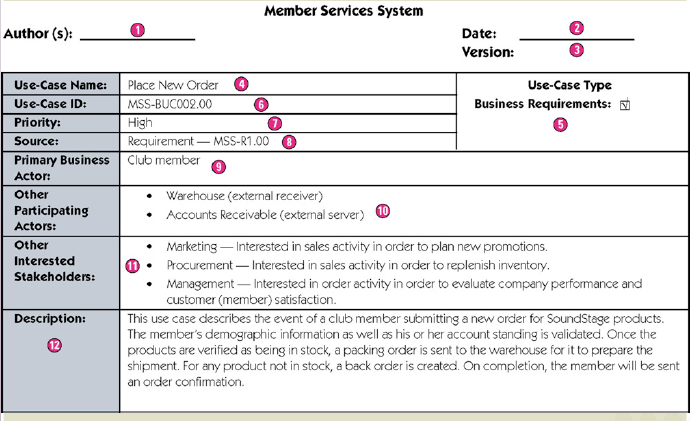 Member Services System
Author (s): 1
Date: 2
Version: 3
Use-Case Name: Place New Order 4
Use-Case Type
Use-Case ID: MSS-BUC002.00 6
Business Requirements: ☑
Priority: High 7
5
Source: Requirement — MSS-R1.00 8
Primary Business Club member 9
Actor:
Other • Warehouse (external receiver)
Participating • Accounts Receivable (external server) 10
Actors:
Other • Marketing — Interested in sales activity in order to plan new promotions.
Interested 11 • Procurement — Interested in sales activity in order to replenish inventory.
Stakeholders: • Management — Interested in order activity in order to evaluate company performance and
customer (member) satisfaction.
Description: This use case describes the event of a club member submitting a new order for SoundStage products.
The member's demographic information as well as his or her account standing is validated. Once the
12 products are verified as being in stock, a packing order is sent to the warehouse for it to prepare the
shipment. For any product not in stock, a back order is created. On completion, the member will be sent
an order confirmation.